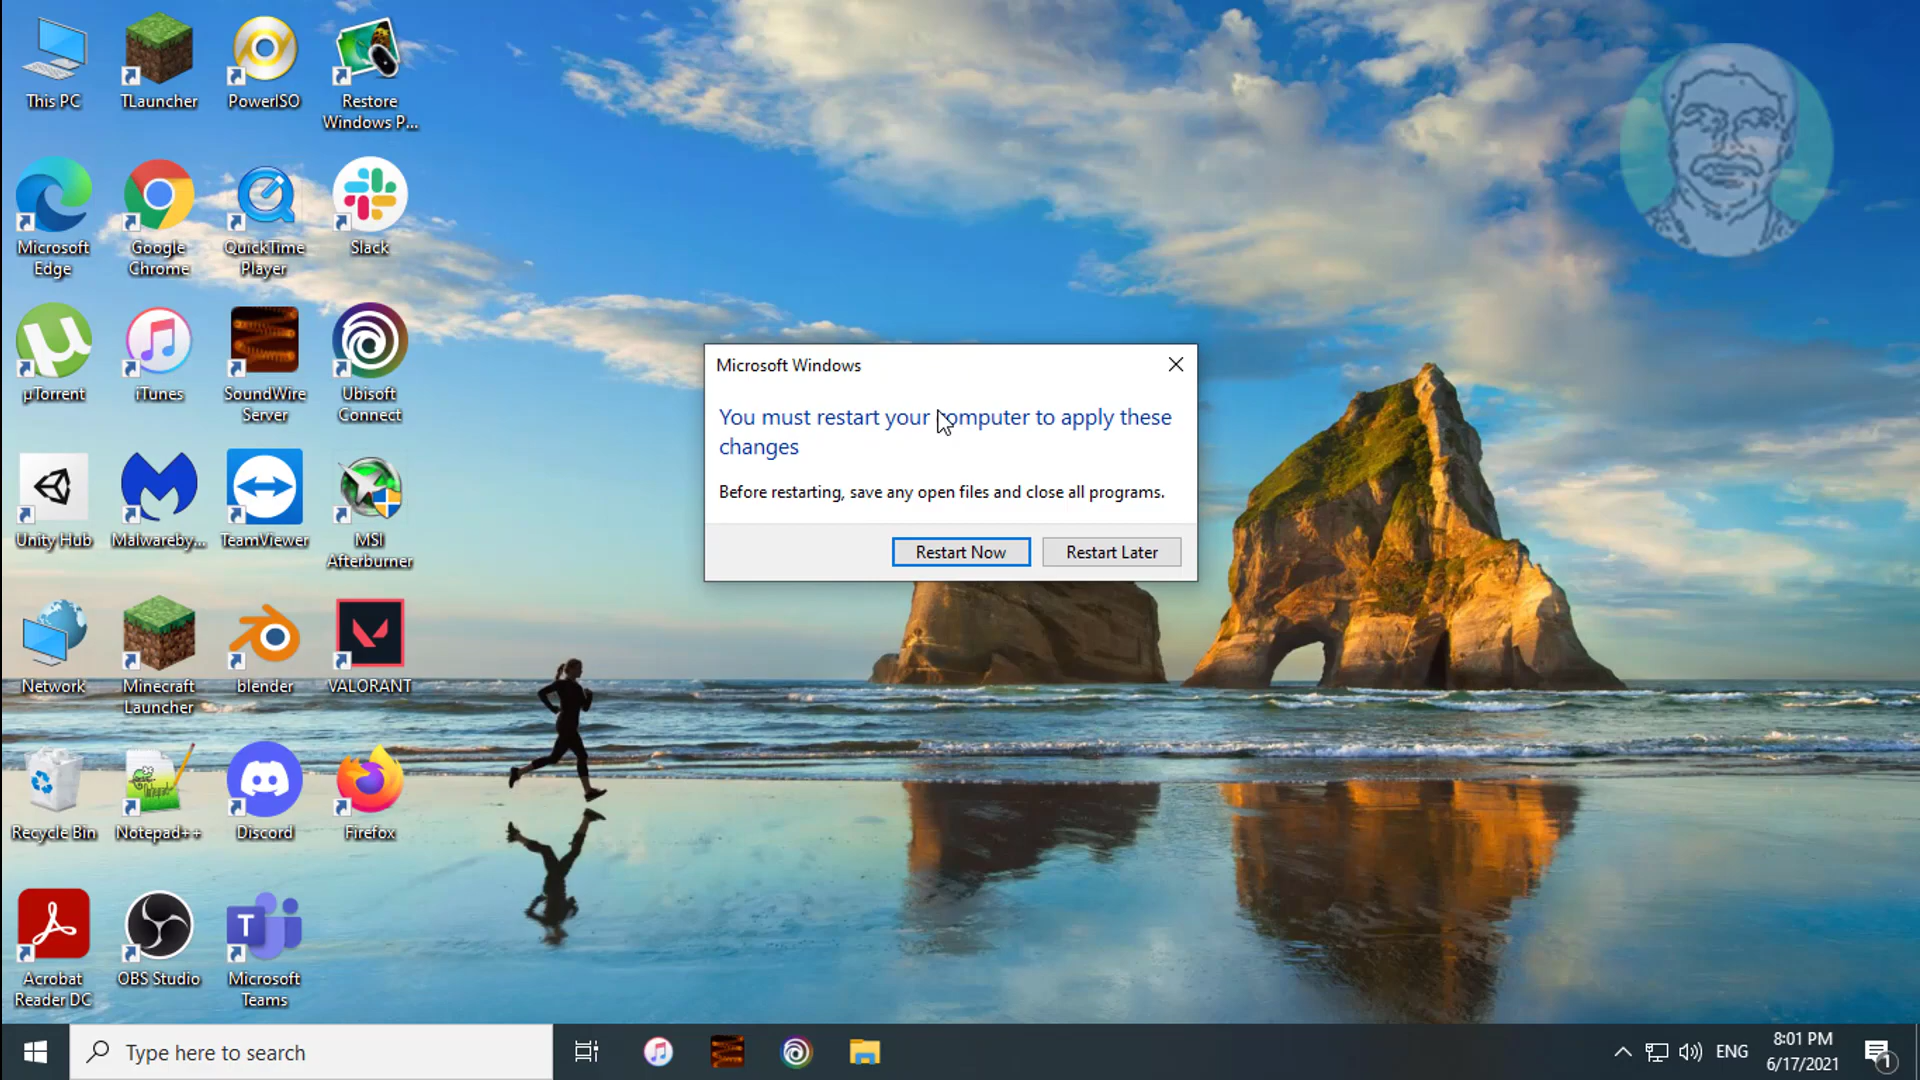 This PC
TLauncher
PowerISO
Restore
Windows P...
Microsoft
Edge
Google
Chrome
QuickTime
Player
Slack
µTorrent
iTunes
SoundWire
Server
Ubisoft
Connect
Unity Hub
Malwareby...
TeamViewer
MSI
Afterburner
Network
Minecraft
Launcher
blender
VALORANT
Recycle Bin
Notepad++
Discord
Firefox
Acrobat
Reader DC
OBS Studio
T
Microsoft
Teams
Microsoft Windows
You must restart your computer to apply these
changes
Before restarting, save any open files and close all programs.
Restart Now
Restart Later
Type here to search
ENG
8:01 PM
6/17/2021
1